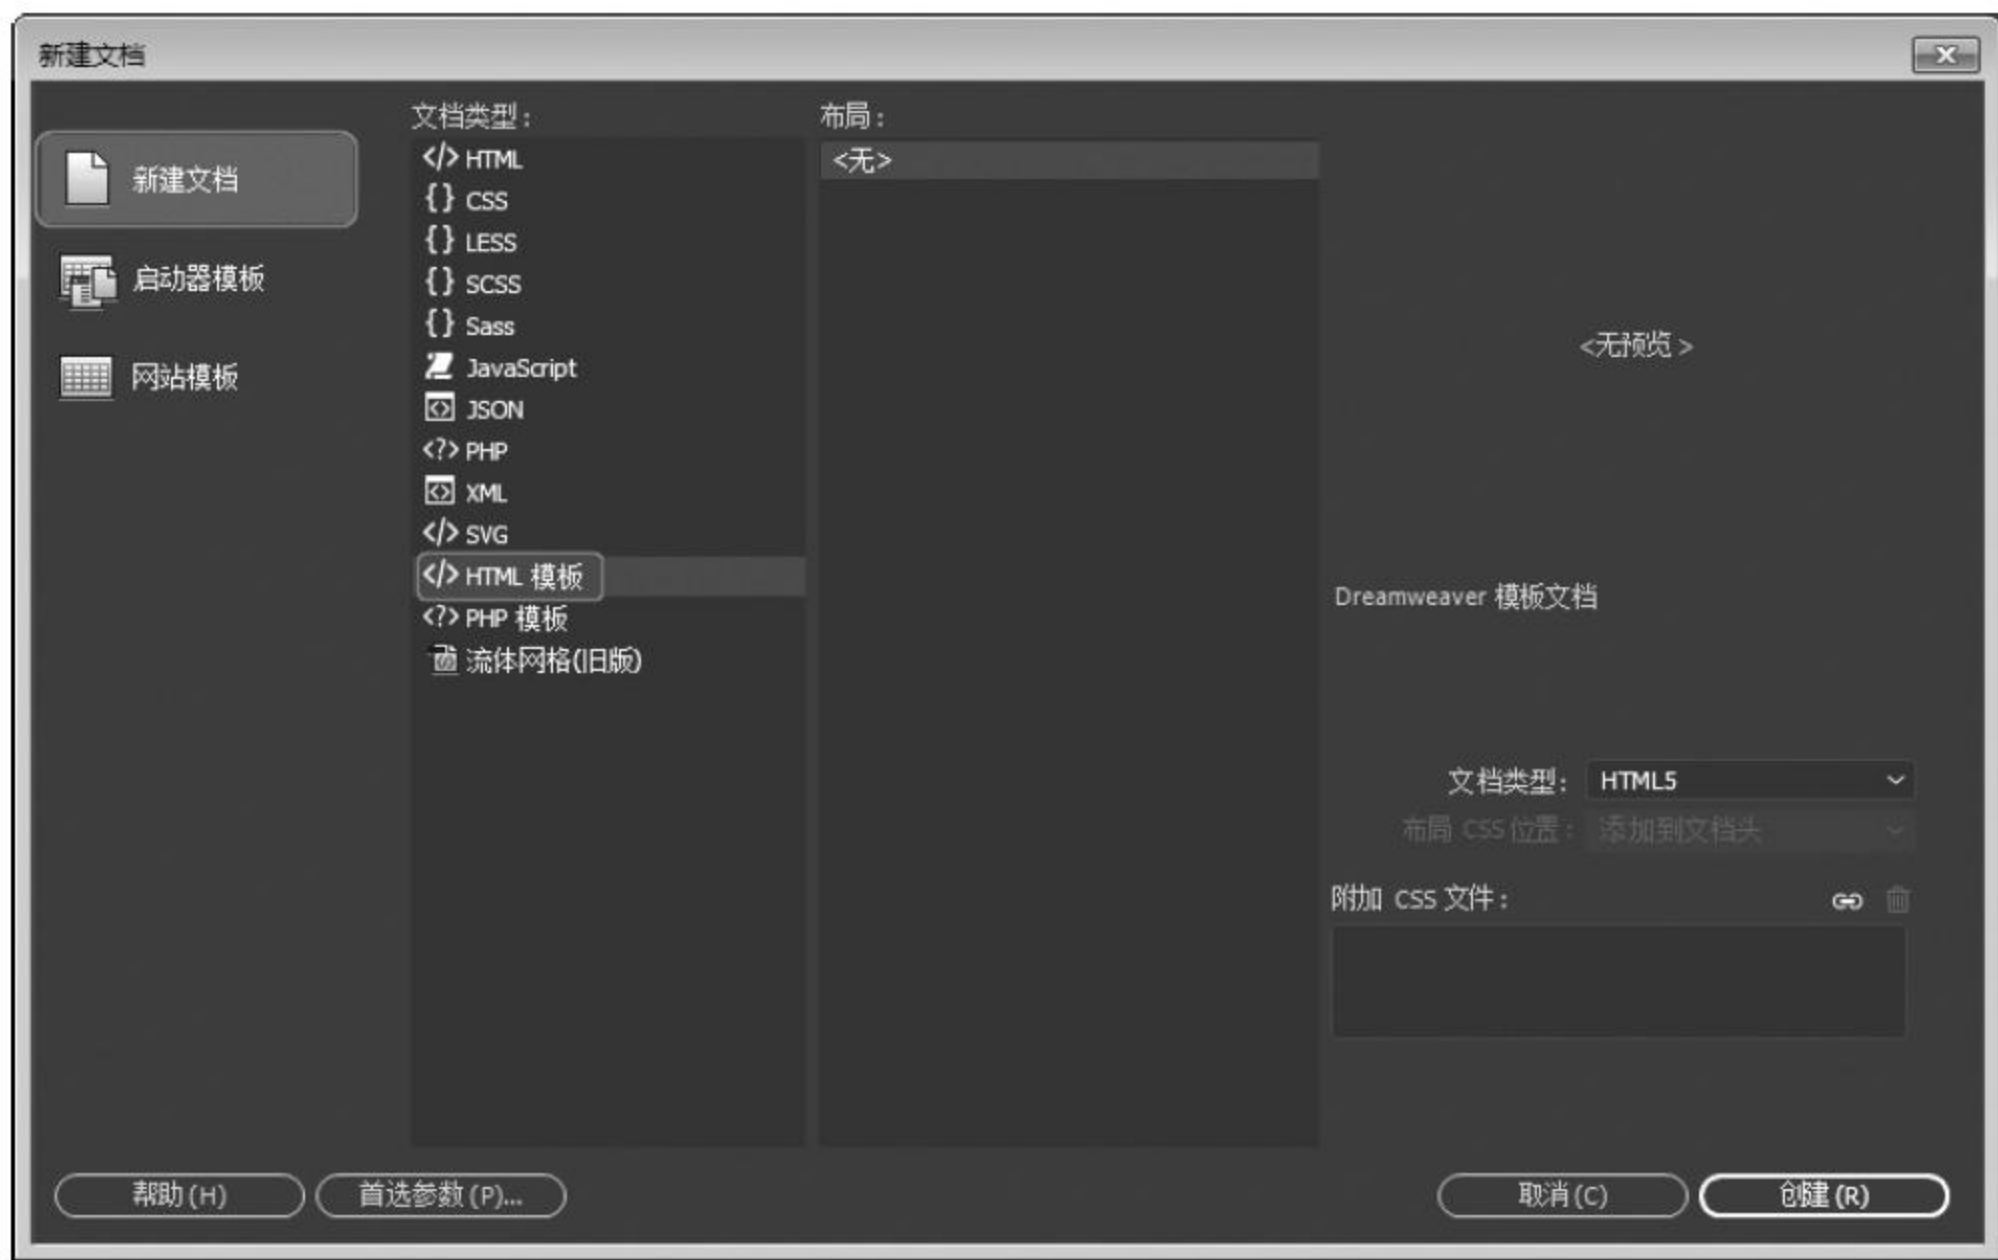 新建文档
新建文档
启动器模板
网站模板
文档类型：
HTML
CSS
LESS
SCSS
Sass
JavaScript
JSON
PHP
XML
SVG
HTML 模板
PHP 模板
流体网格(旧版)
布局：
<无>
<无预览>
Dreamweaver 模板文档
文档类型： HTML5
布局 CSS 位置： 添加到文档头
附加 CSS 文件：
帮助(H) 首选参数(P)... 取消(C) 创建(R)